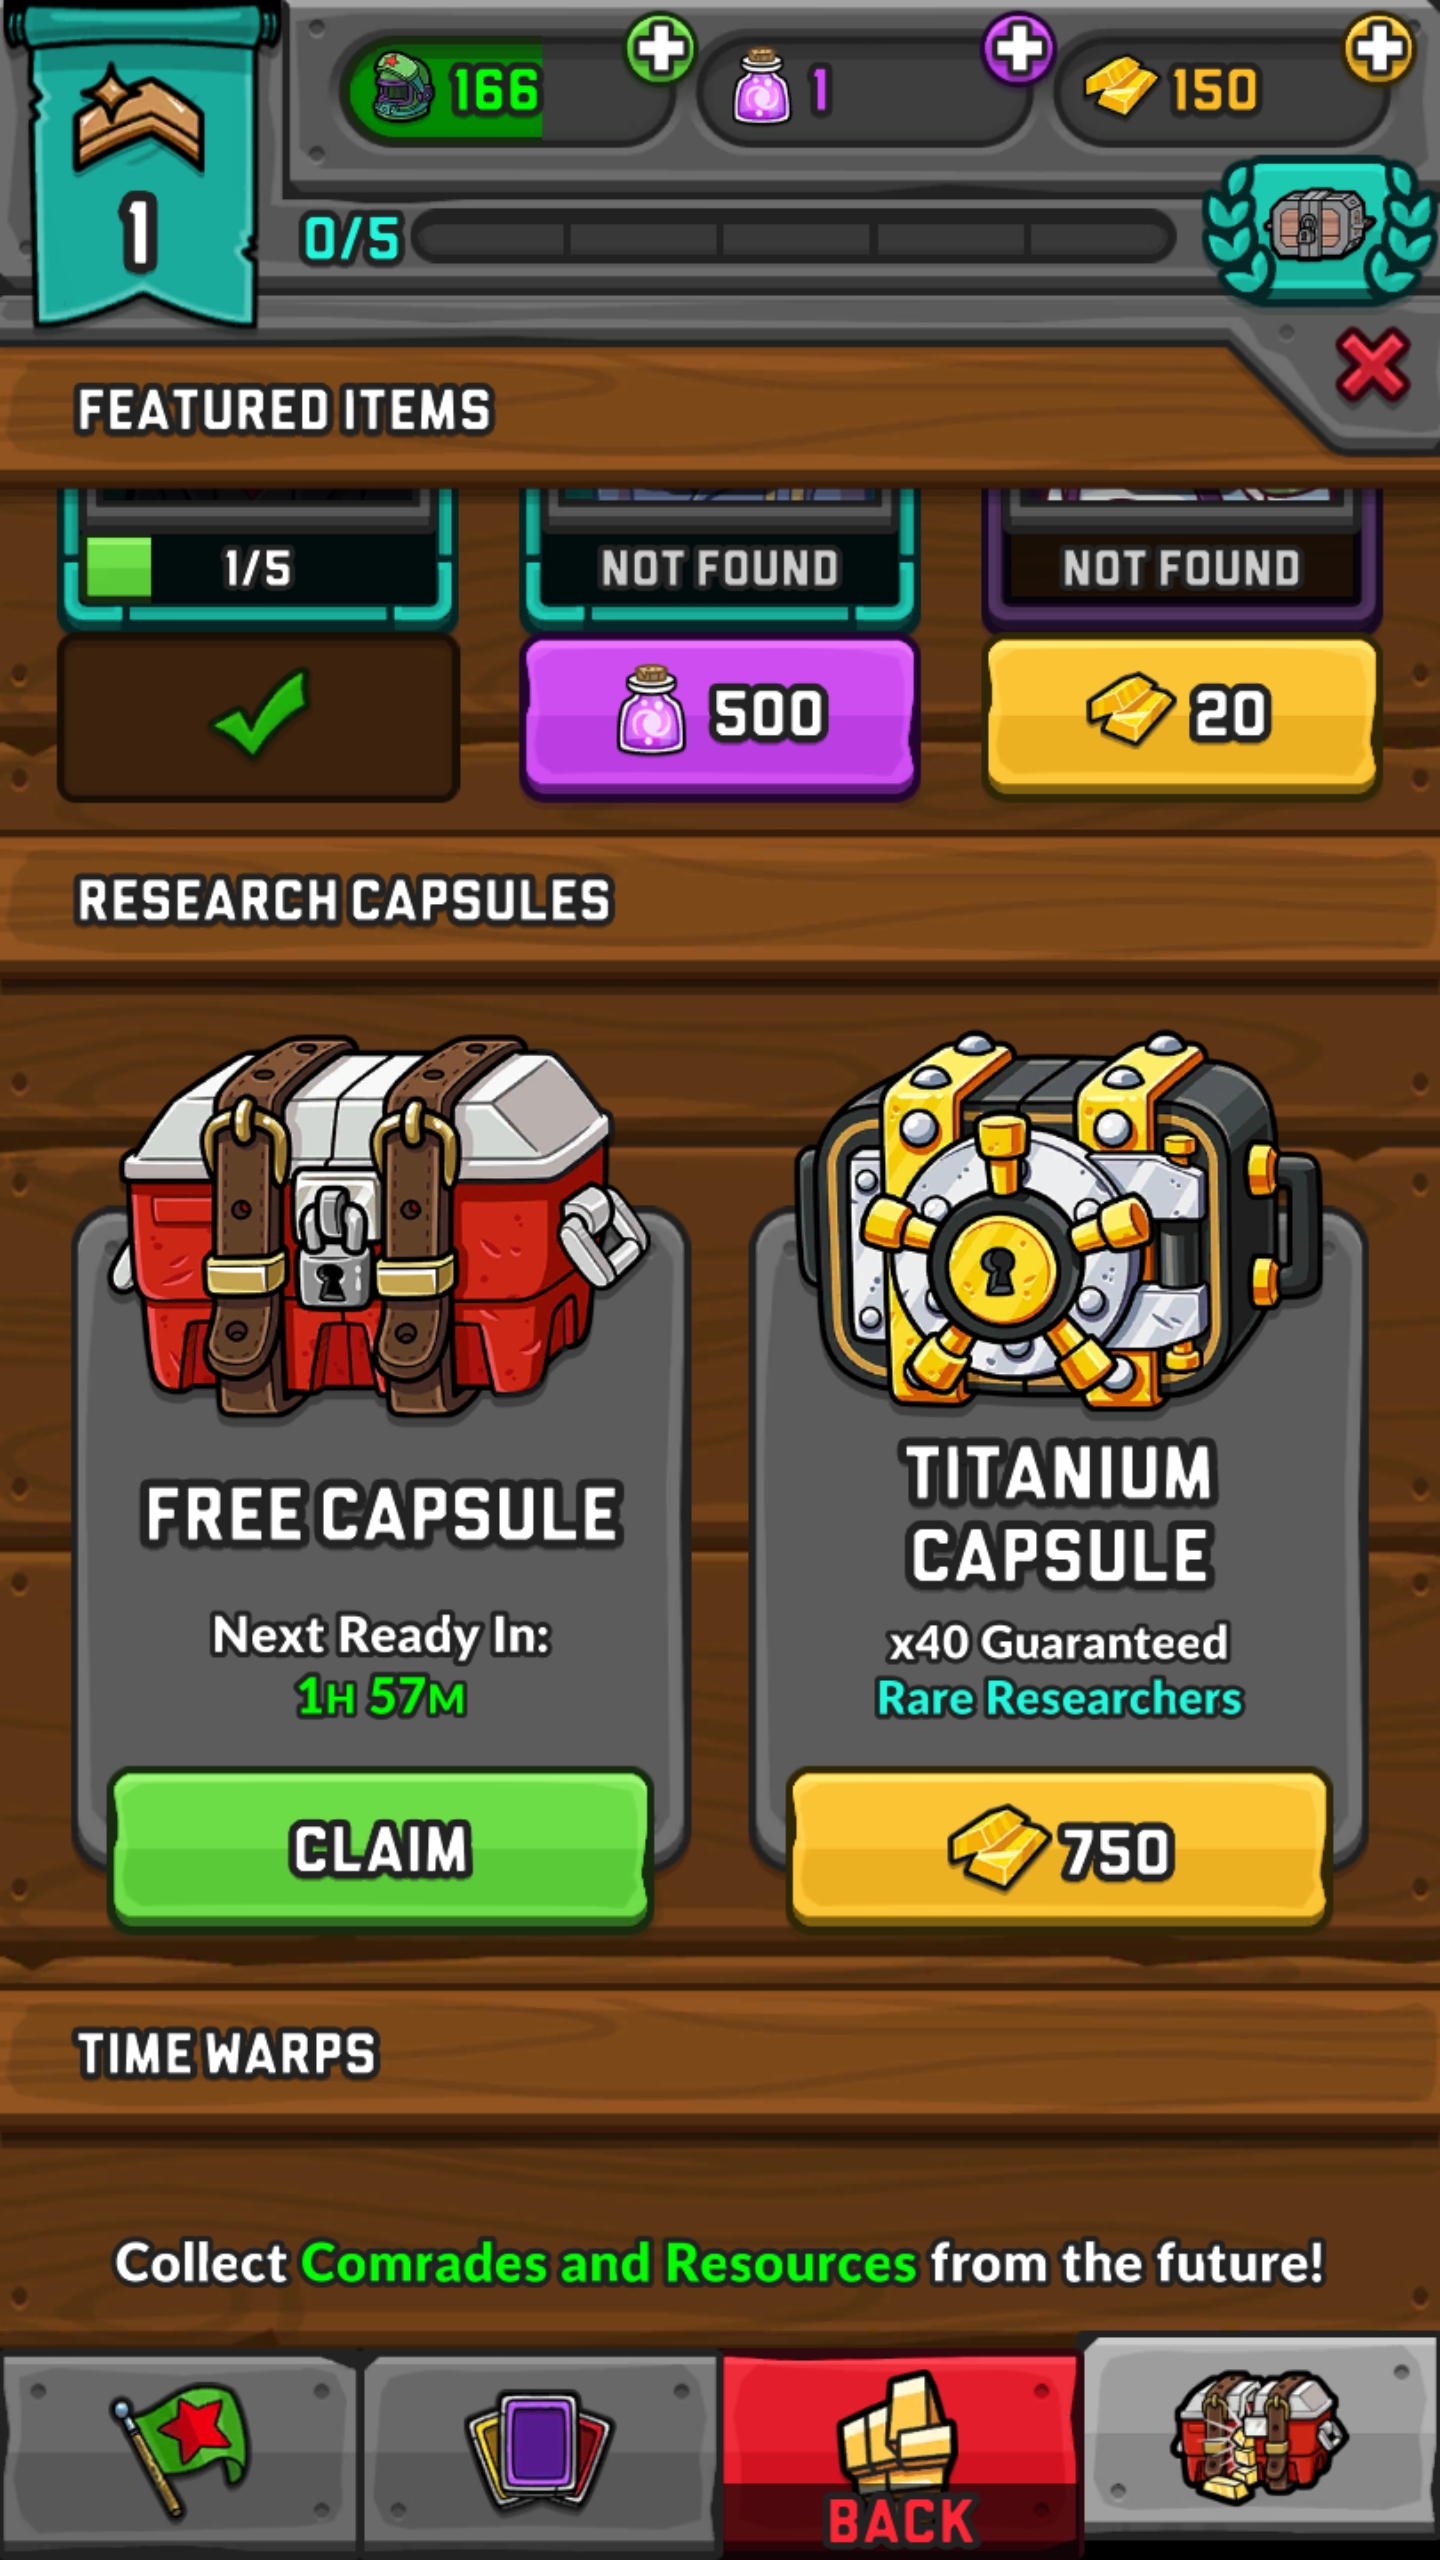 166
1
150
1
0/5
FEATURED ITEMS
1/5
NOT FOUND
NOT FOUND
500
20
RESEARCH CAPSULES
FREE CAPSULE
Next Ready In:
1H 57M
CLAIM
TITANIUM
CAPSULE
x40 Guaranteed
Rare Researchers
750
TIME WARPS
Collect Comrades and Resources from the future!
BACK